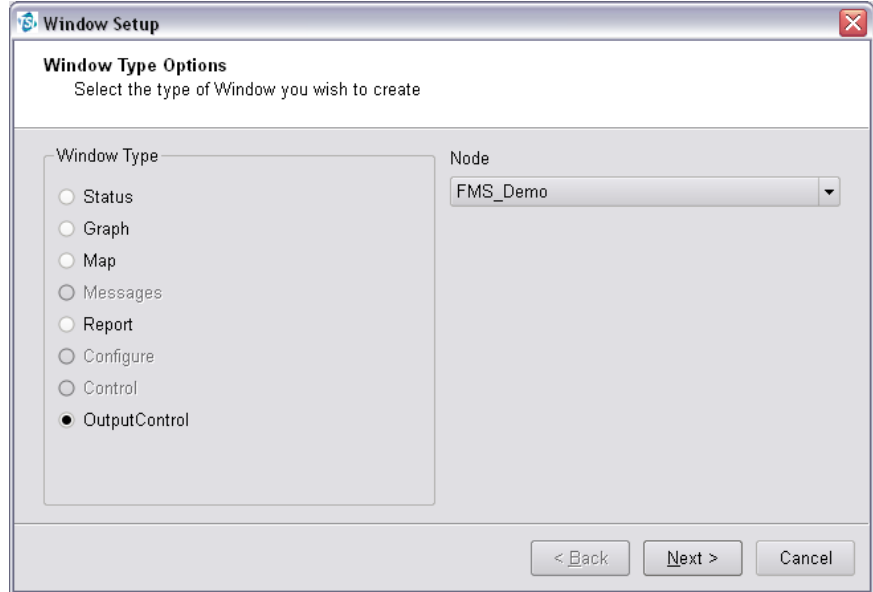 Window Setup
Window Type Options
Select the type of Window you wish to create
Window Type
Status
Graph
Map
Messages
Report
Configure
Control
OutputControl
Node
FMS_Demo
< Back
Next >
Cancel